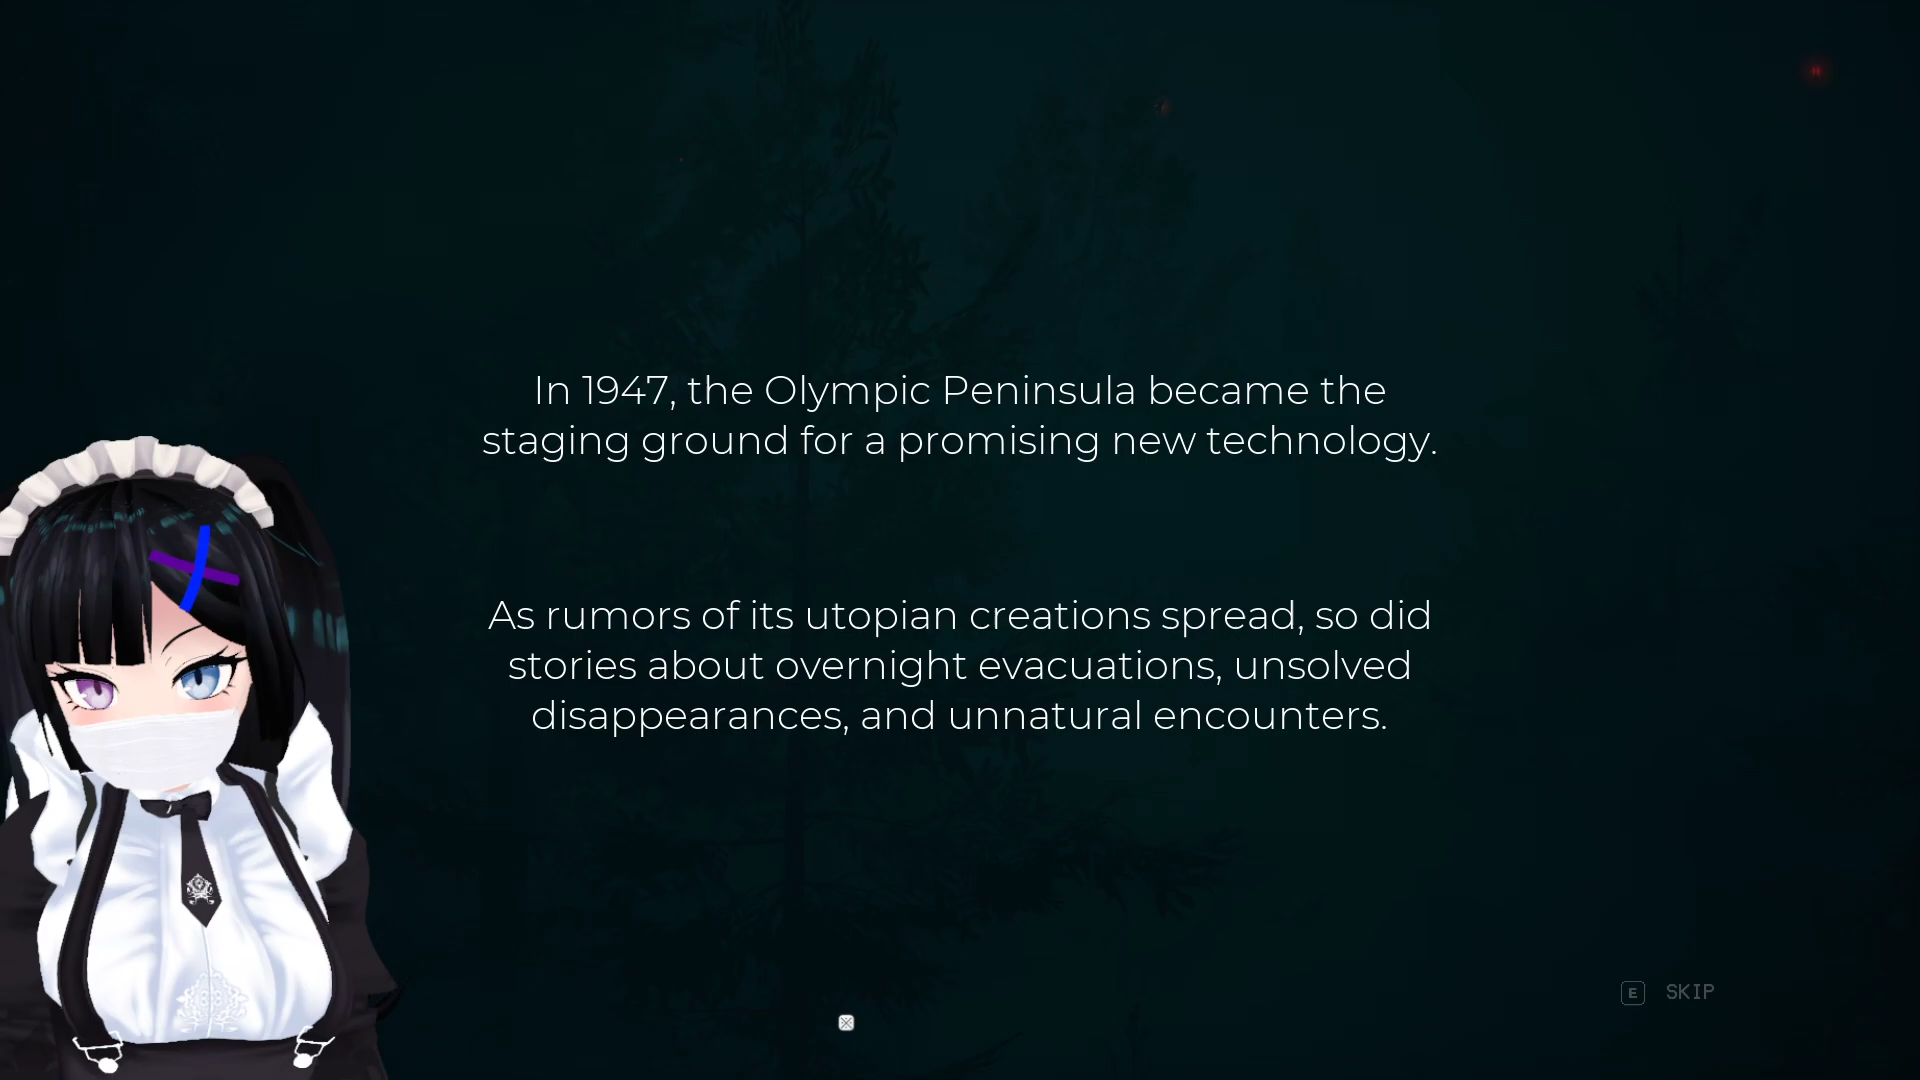 In 1947, the Olympic Peninsula became the
staging ground for a promising new technology.
As rumors of its utopian creations spread, so did
stories about overnight evacuations, unsolved
disappearances, and unnatural encounters.
E SKIP